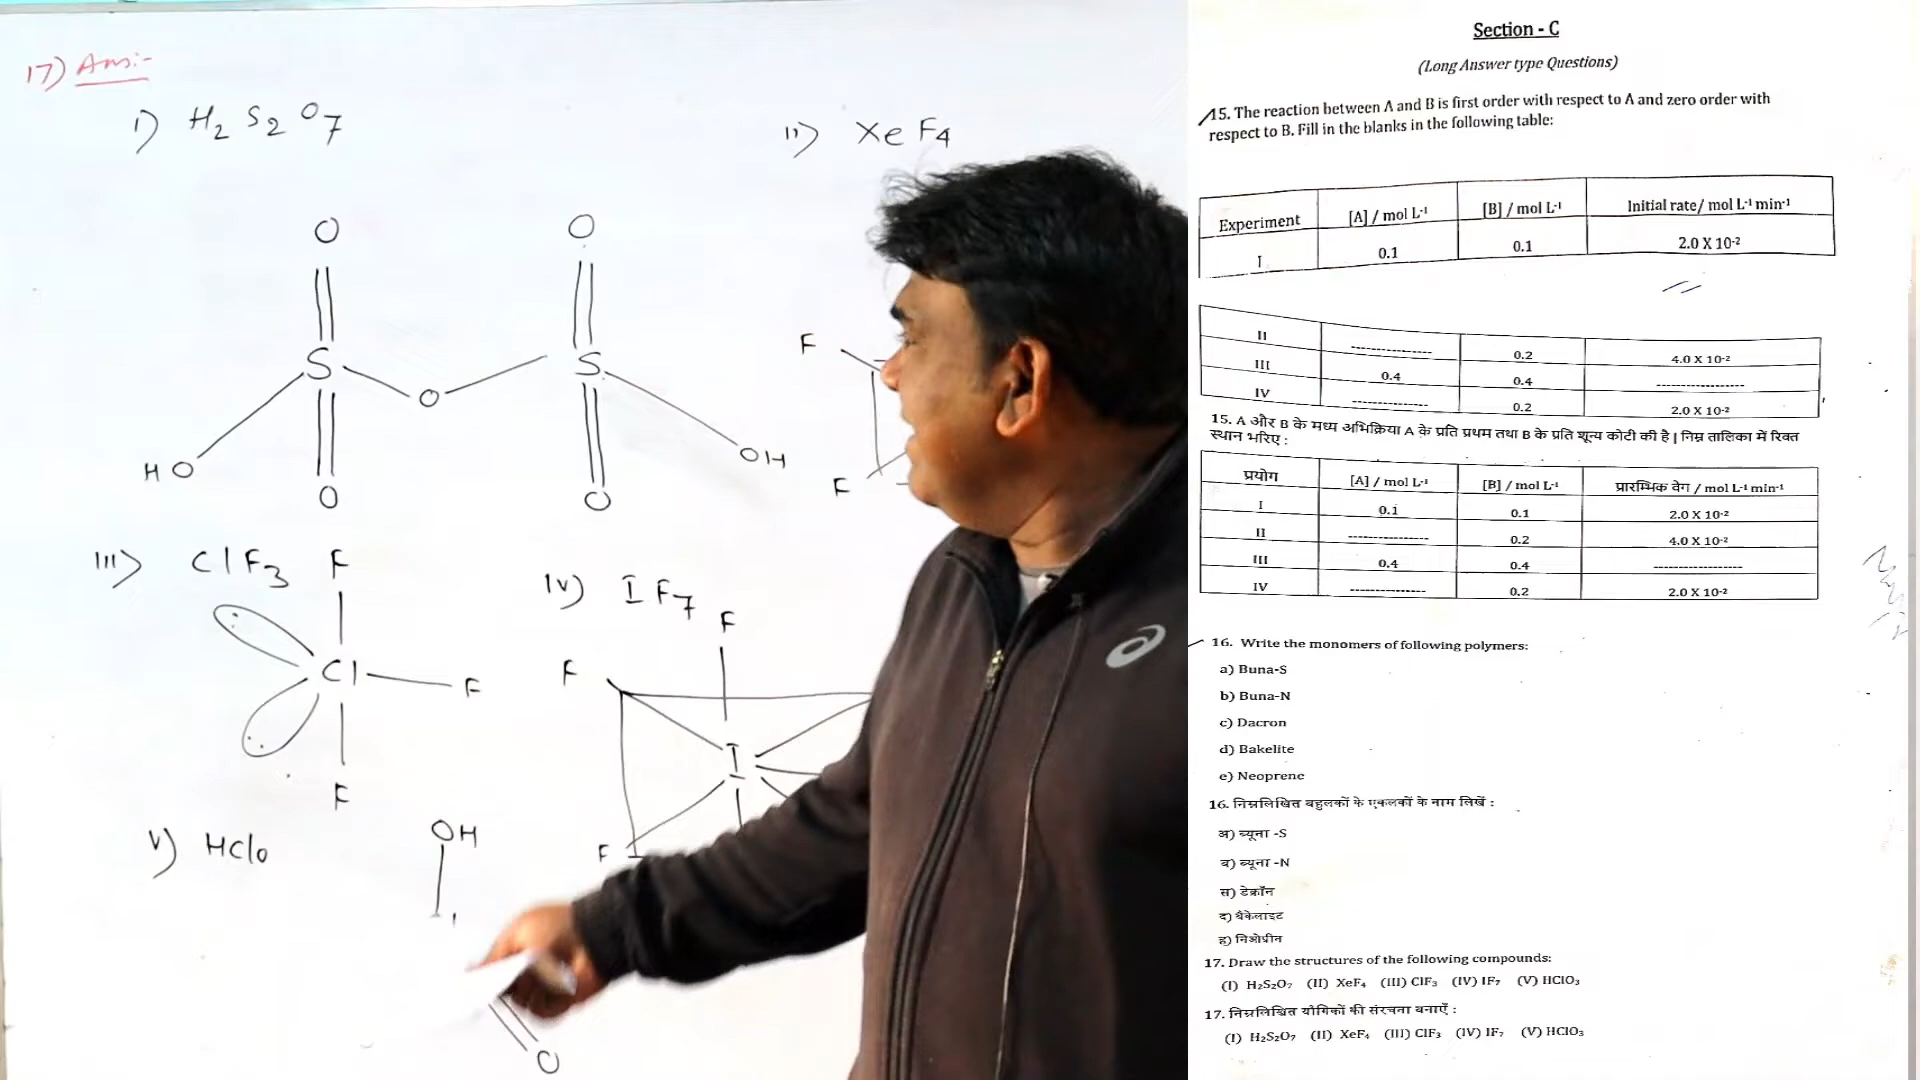 17) Ans:-
I) H2S2O7
II) XeF4
O
O
S
S
O
HO
OH
O
O
F
F
III) ClF3
F
Cl
F
F
IV) IF7
F
F
I
F
V) HClO
OH
O
Section - C
(Long Answer type Questions)
15. The reaction between A and B is first order with respect to A and zero order with
respect to B. Fill in the blanks in the following table:
Experiment [A] / mol L-1 [B] / mol L-1 Initial rate/ mol L-1 min-1
I 0.1 0.1 2.0 X 10-2
II ---------------- 0.2 4.0 X 10-2
III 0.4 0.4 ------------------
IV --------------- 0.2 2.0 X 10-2
15. A और B के मध्य अभिक्रिया A के प्रति प्रथम तथा B के प्रति शून्य कोटी की है | निम्न तालिका में रिक्त
स्थान भरिए :
प्रयोग [A] / mol L-1 [B] / mol L-1 प्रारम्भिक वेग / mol L-1 min-1
I 0.1 0.1 2.0 X 10-2
II ---------------- 0.2 4.0 X 10-2
III 0.4 0.4 ------------------
IV --------------- 0.2 2.0 X 10-2
16. Write the monomers of following polymers:
a) Buna-S
b) Buna-N
c) Dacron
d) Bakelite
e) Neoprene
16. निम्नलिखित बहुलकों के एकलकों के नाम लिखें :
अ) ब्यूना -S
ब) ब्यूना -N
स) डेक्रॉन
द) बैकेलाइट
ह) निओप्रीन
17. Draw the structures of the following compounds:
(I) H2S2O7 (II) XeF4 (III) ClF3 (IV) IF7 (V) HClO3
17. निम्नलिखित यौगिकों की संरचना बनाएँ :
(I) H2S2O7 (II) XeF4 (III) ClF3 (IV) IF7 (V) HClO3